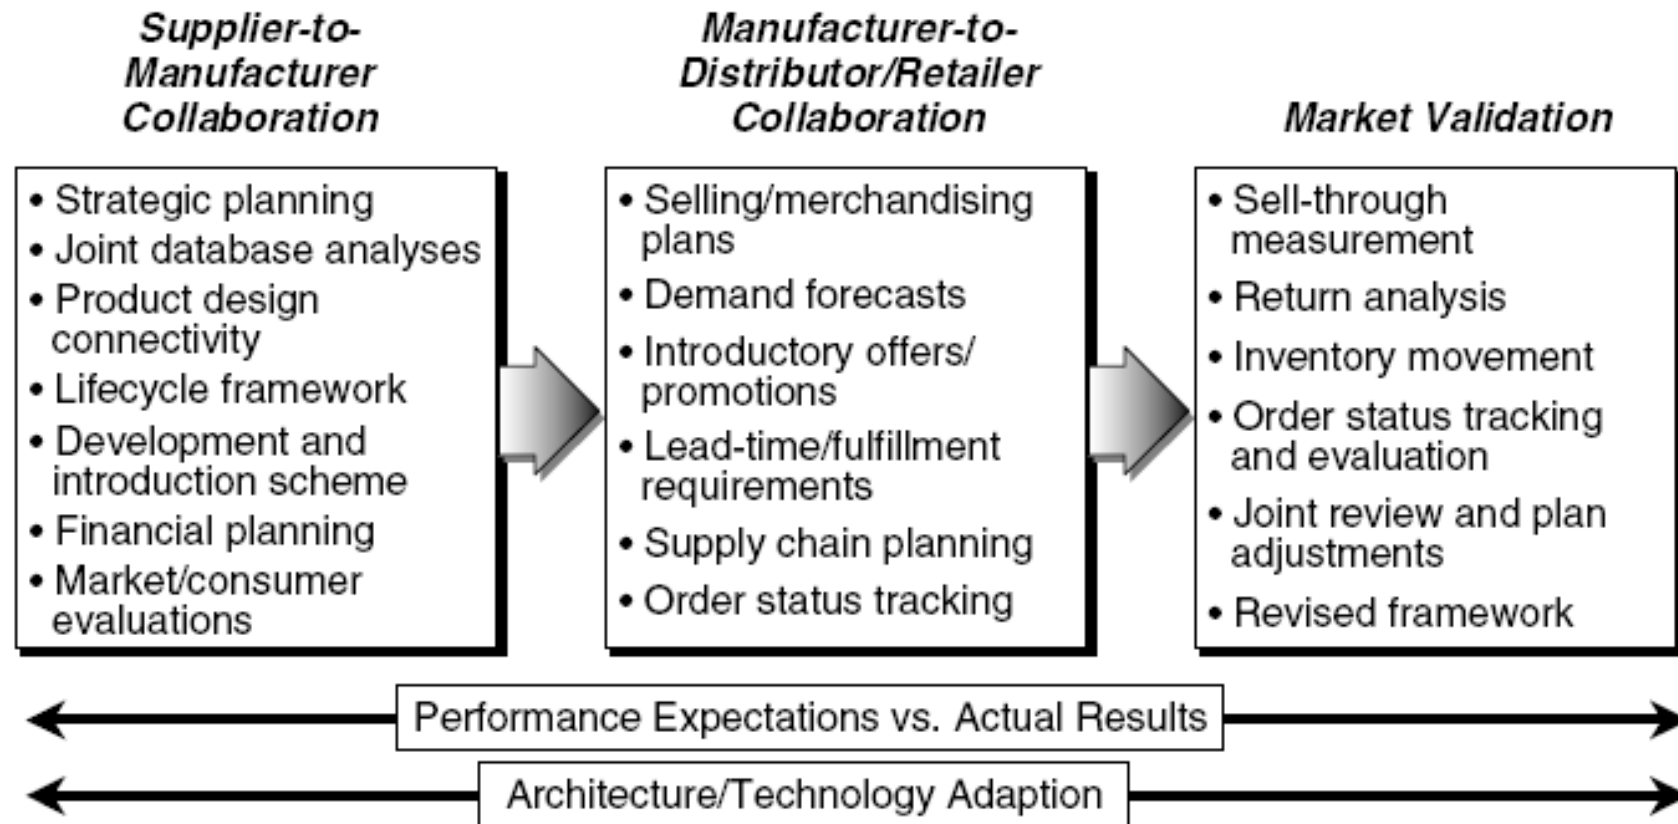 Supplier-to-
Manufacturer
Collaboration
• Strategic planning
• Joint database analyses
• Product design
connectivity
• Lifecycle framework
• Development and
introduction scheme
• Financial planning
• Market/consumer
evaluations
Manufacturer-to-
Distributor/Retailer
Collaboration
• Selling/merchandising
plans
• Demand forecasts
• Introductory offers/
promotions
• Lead-time/fulfillment
requirements
• Supply chain planning
• Order status tracking
Market Validation
• Sell-through
measurement
• Return analysis
• Inventory movement
• Order status tracking
and evaluation
• Joint review and plan
adjustments
• Revised framework
Performance Expectations vs. Actual Results
Architecture/Technology Adaption